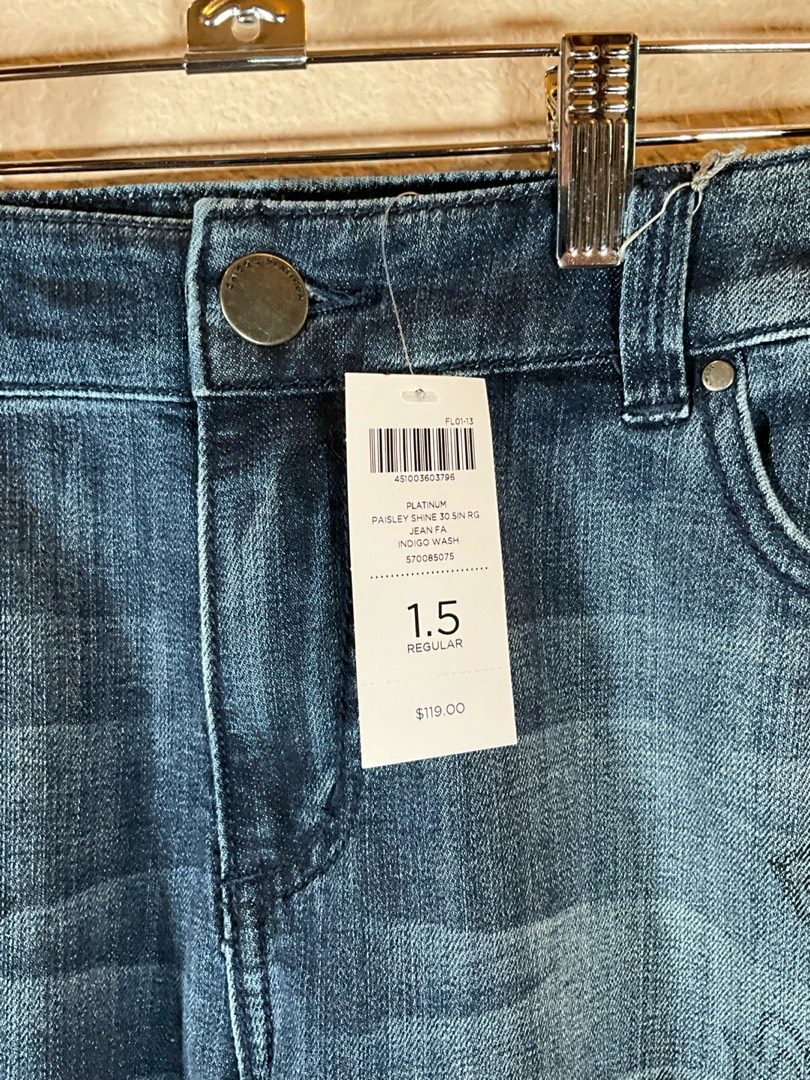 FL01-13
451003603796
PLATINUM
PAISLEY SHINE 30.5IN RG
JEAN FA
INDIGO WASH
570085075
1.5
REGULAR
$119.00